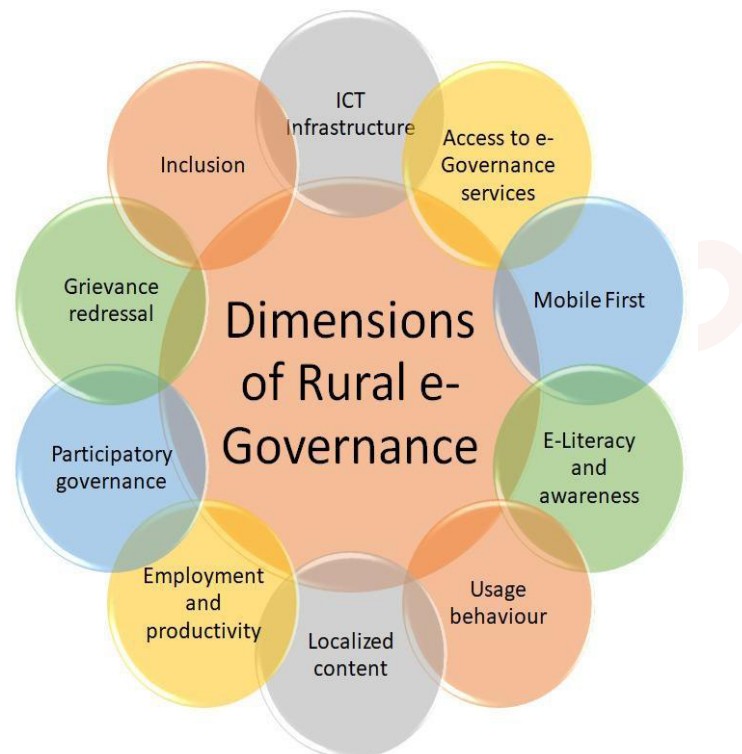 Dimensions
of Rural e-
Governance
ICT
Infrastructure
Access to e-
Governance
services
Mobile First
E-Literacy
and
awareness
Usage
behaviour
Localized
content
Employment
and
productivity
Participatory
governance
Grievance
redressal
Inclusion